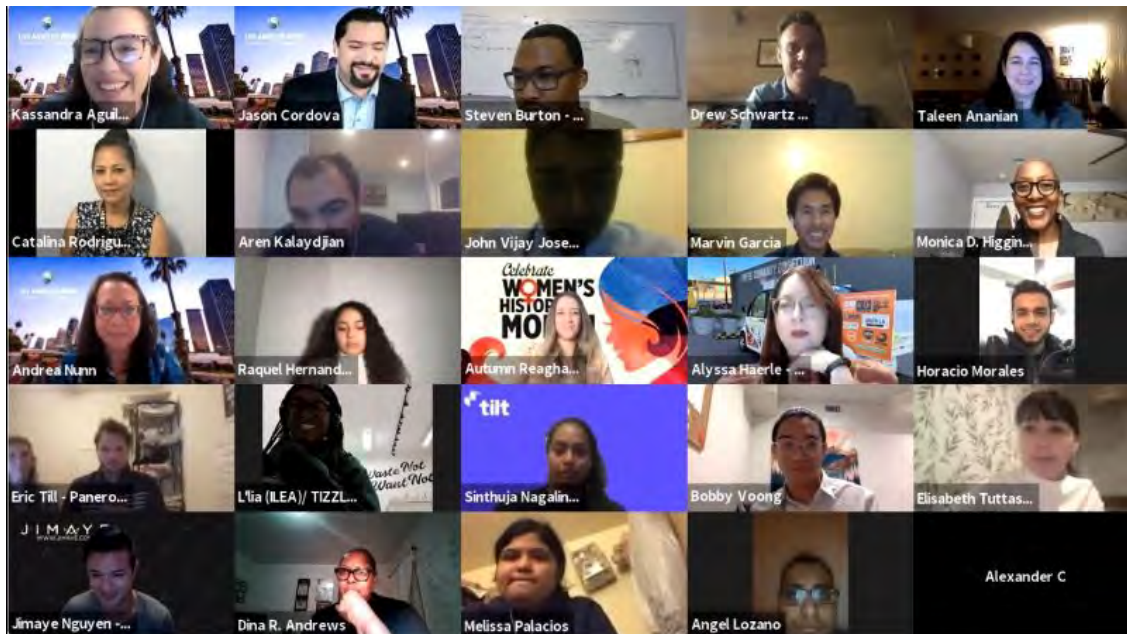 Kassandra Aguil...
Jason Cordova
Steven Burton - ...
Drew Schwartz ...
Taleen Ananian
Catalina Rodrigu...
Aren Kalaydjian
John Vijay Jose...
Marvin Garcia
Monica D. Higgin...
Andrea Nunn
Raquel Hernand...
Celebrate
WOMEN'S
Autumn Reagha...
Alyssa Haerle - ...
Horacio Morales
Eric Till - Panero...
Waste Not
Want Not
L'lia (ILEA)/ TIZZL...
tilt
Sinthuja Nagalin...
Bobby Voong
Elisabeth Tuttas...
JIMAYE
Jimaye Nguyen -...
Dina R. Andrews
Melissa Palacios
Angel Lozano
Alexander C